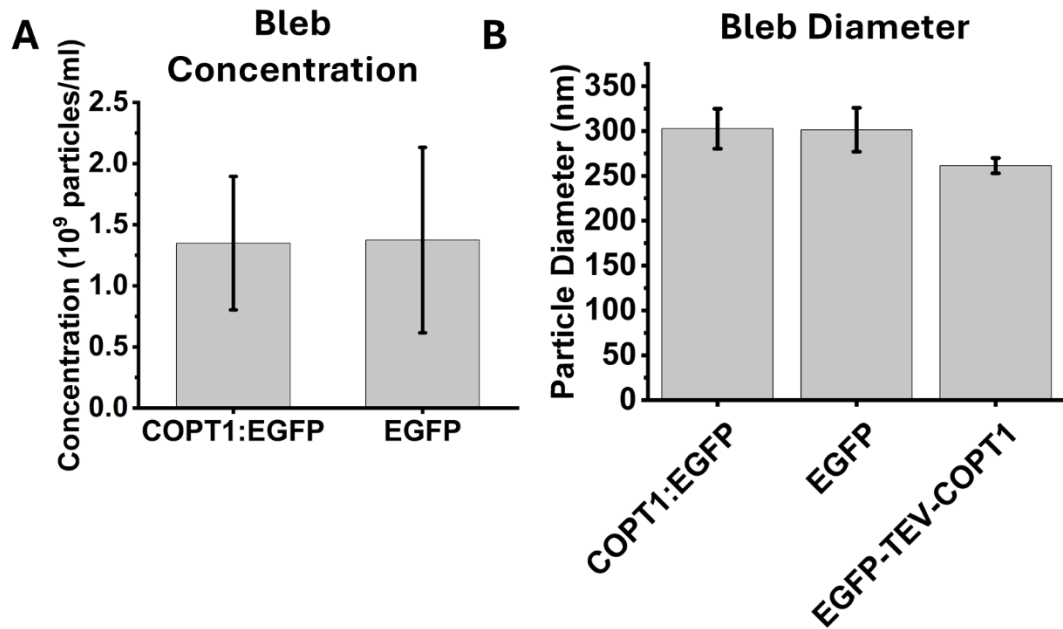 A
Bleb
Concentration
Concentration (10⁹ particles/ml)
2.5
2.0
1.5
1.0
0.5
0.0
COPT1:EGFP
EGFP
B
Bleb Diameter
Particle Diameter (nm)
350
300
250
200
150
100
50
0
COPT1:EGFP
EGFP
EGFP-TEV-COPT1